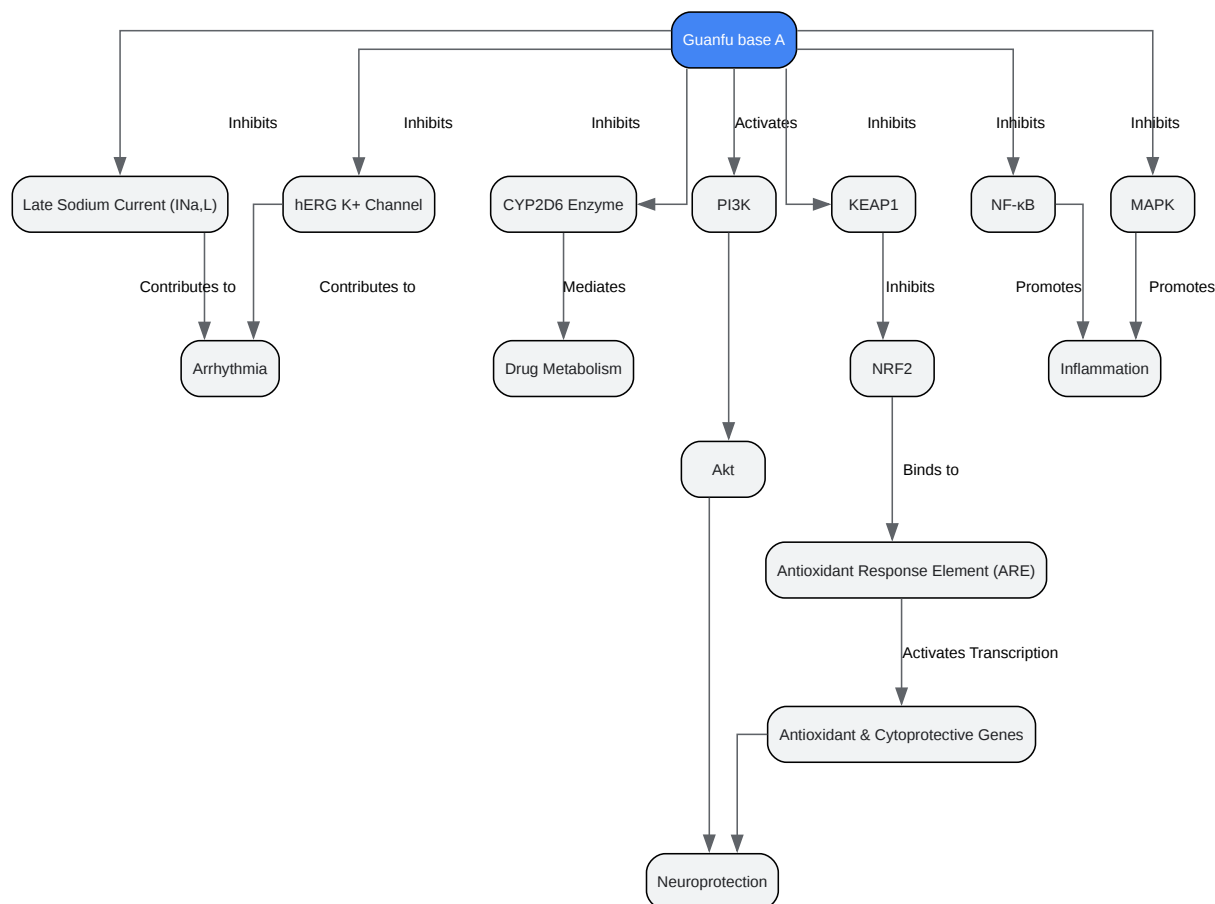 Guanfu base A
Inhibits
Inhibits
Inhibits
Activates
Inhibits
Inhibits
Inhibits
Late Sodium Current (INa,L)
hERG K+ Channel
CYP2D6 Enzyme
PI3K
KEAP1
NF-κB
MAPK
Contributes to
Contributes to
Mediates
Inhibits
Promotes
Promotes
Arrhythmia
Drug Metabolism
NRF2
Inflammation
Akt
Binds to
Antioxidant Response Element (ARE)
Activates Transcription
Antioxidant & Cytoprotective Genes
Neuroprotection